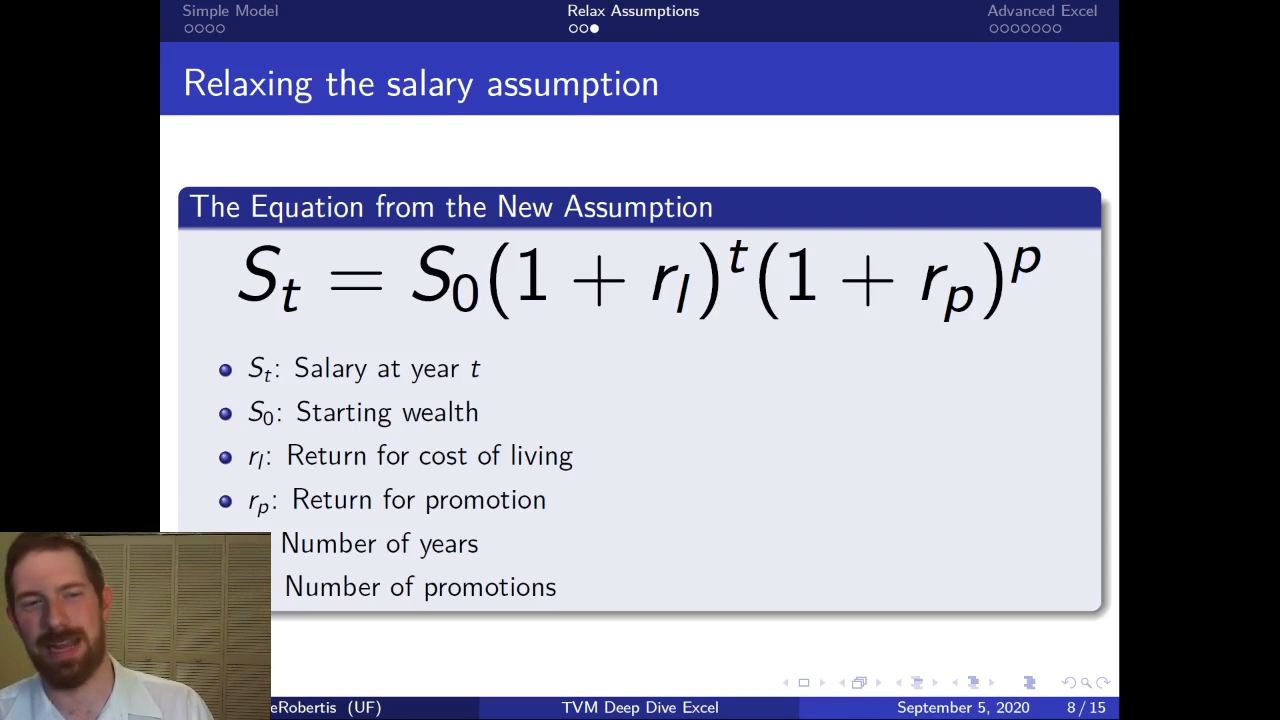 Simple Model Relax Assumptions Advanced Excel
Relaxing the salary assumption
The Equation from the New Assumption
S_t = S_0(1 + r_l)^t(1 + r_p)^p
S_t: Salary at year t
S_0: Starting wealth
r_l: Return for cost of living
r_p: Return for promotion
Number of years
Number of promotions
eRobertis (UF) TVM Deep Dive Excel September 5, 2020 8 / 15